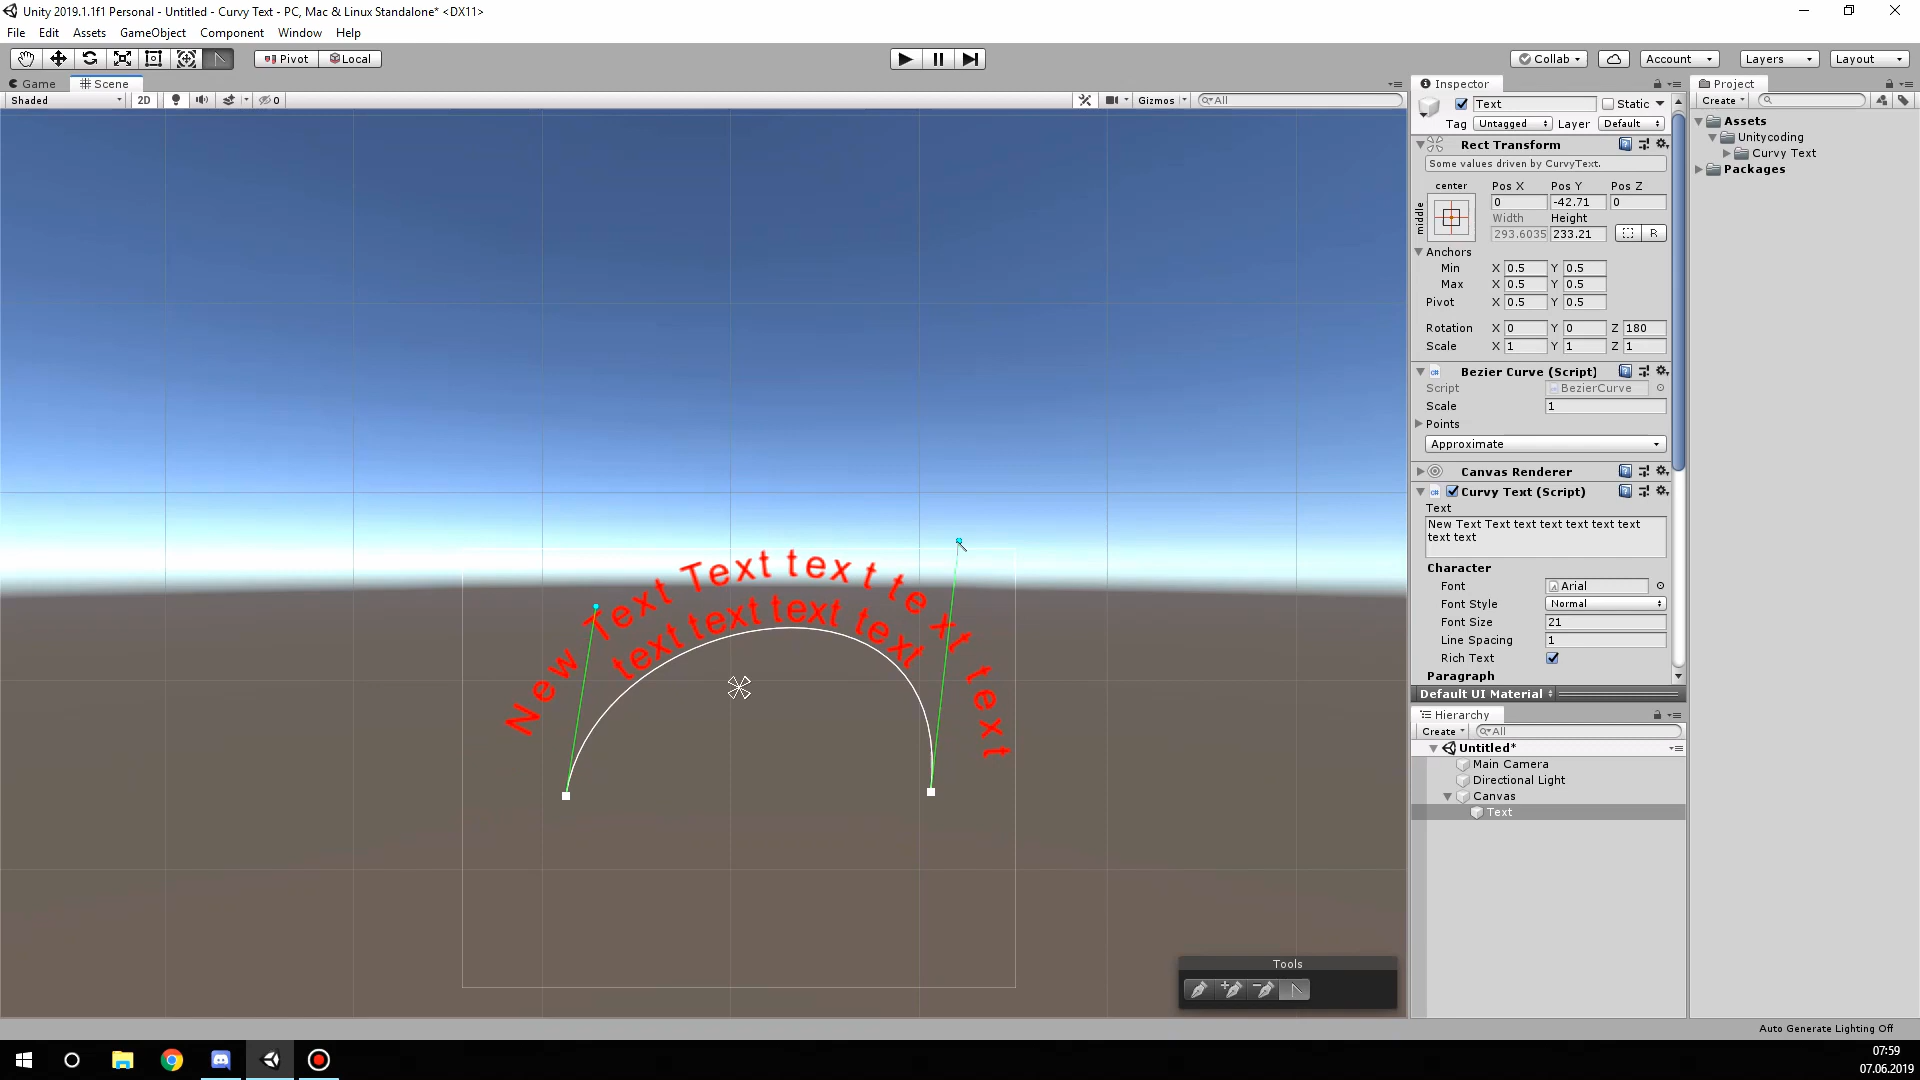 Unity 2019.1.1f1 Personal - Untitled - Curvy Text - PC, Mac & Linux Standalone* <DX11>
File Edit Assets GameObject Component Window Help
Pivot Local Collab Account Layers Layout
Game Scene
Shaded 2D 0 Gizmos All
New Text Text text text text text
text text text text
Tools
Inspector
Text Static
Tag Untagged Layer Default
Rect Transform
Some values driven by CurvyText.
center Pos X Pos Y Pos Z
middle 0 -42.71 0
Width Height
293.6035 233.21 R
Anchors
Min X 0.5 Y 0.5
Max X 0.5 Y 0.5
Pivot X 0.5 Y 0.5
Rotation X 0 Y 0 Z 180
Scale X 1 Y 1 Z 1
Bezier Curve (Script)
Script BezierCurve
Scale 1
Points
Approximate
Canvas Renderer
Curvy Text (Script)
Text
New Text Text text text text text text
text text
Character
Font Arial
Font Style Normal
Font Size 21
Line Spacing 1
Rich Text
Paragraph
Default UI Material
Hierarchy
Create All
Untitled*
Main Camera
Directional Light
Canvas
Text
Project
Create
Assets
Unitycoding
Curvy Text
Packages
Auto Generate Lighting Off
07:59
07.06.2019